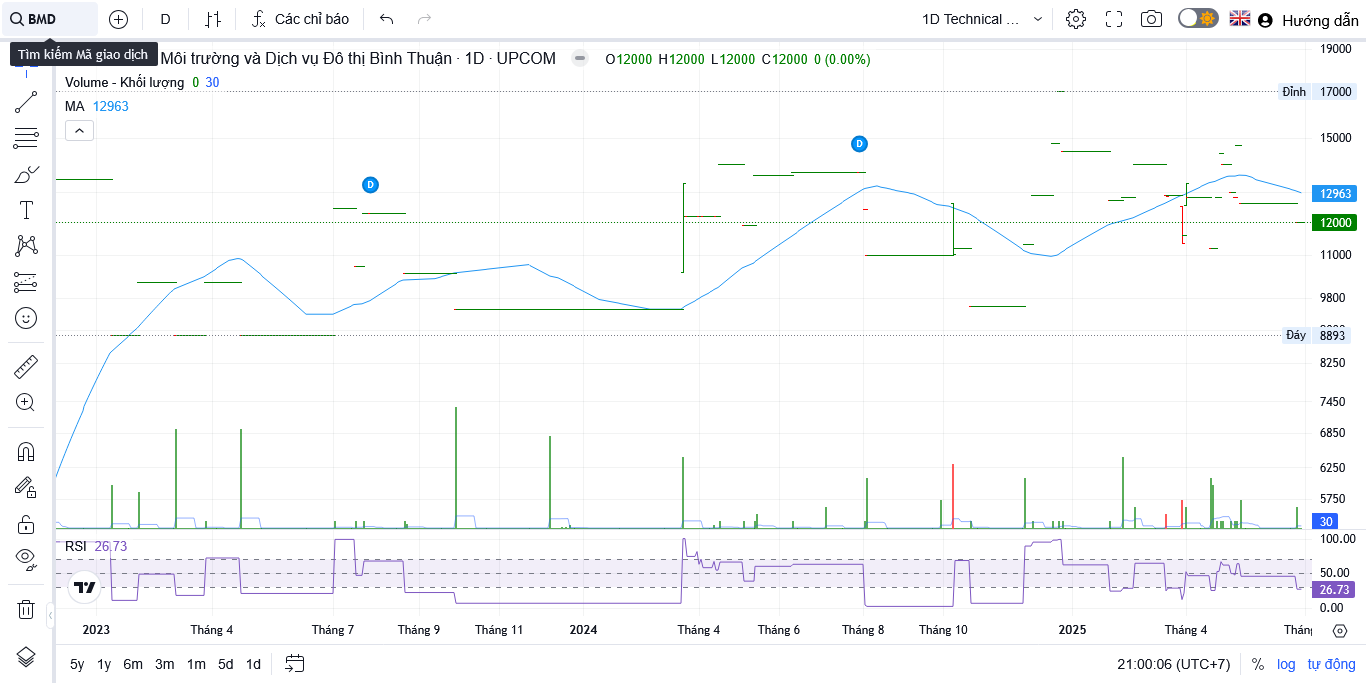 BMD
D
Các chỉ báo
1D Technical ...
Hướng dẫn
Tìm kiếm Mã giao dịch
Môi trường và Dịch vụ Đô thị Bình Thuận · 1D · UPCOM
O12000 H12000 L12000 C12000 0 (0.00%)
Volume - Khối lượng 0 30
MA 12963
19000
Đỉnh 17000
15000
D
D
12963
12000
11000
9800
Đáy 8893
8250
7450
6850
6250
5750
30
RSI 26.73
100.00
50.00
26.73
0.00
2023 Tháng 4 Tháng 7 Tháng 9 Tháng 11 2024 Tháng 4 Tháng 6 Tháng 8 Tháng 10 2025 Tháng 4 Thán
5y 1y 6m 3m 1m 5d 1d
21:00:06 (UTC+7) % log tự động